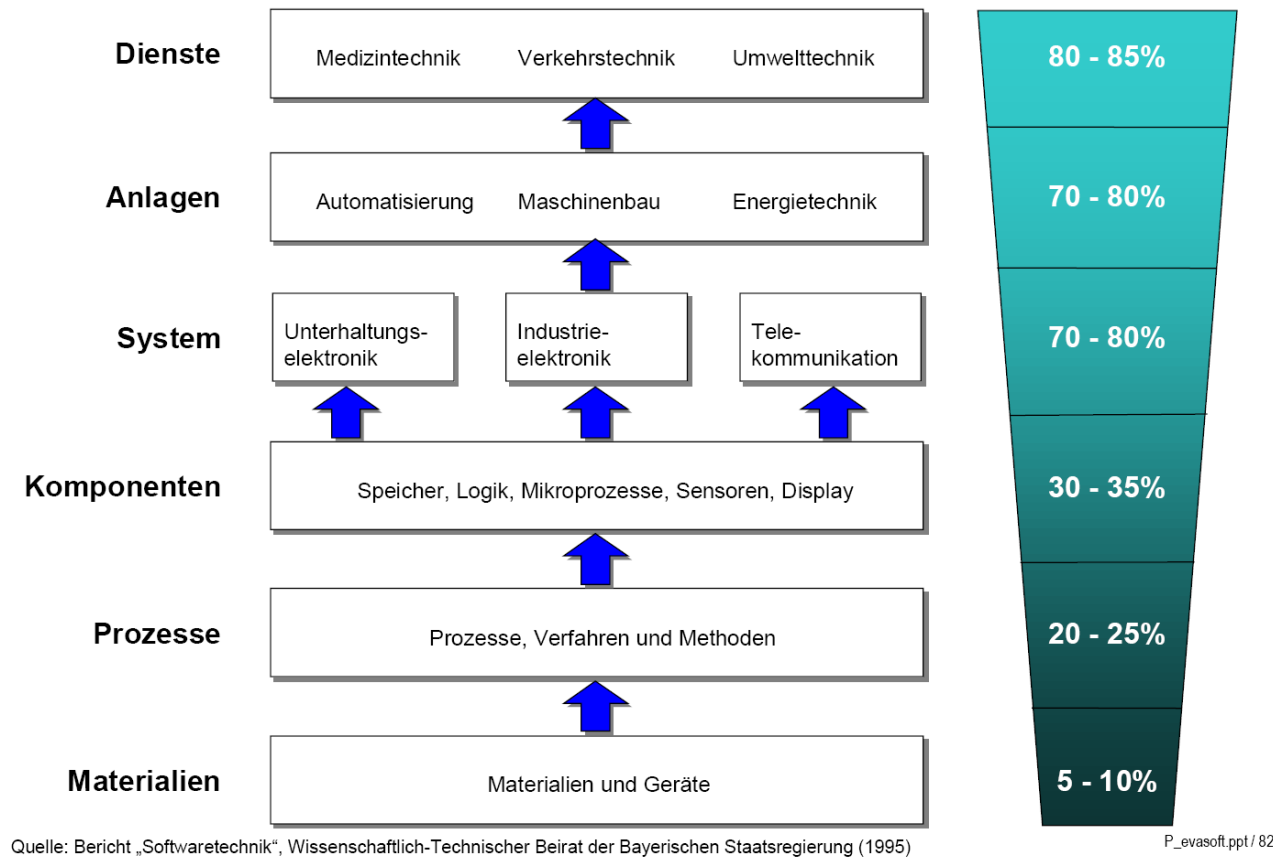 Dienste
Medizintechnik Verkehrstechnik Umwelttechnik
80 - 85%
Anlagen
Automatisierung Maschinenbau Energietechnik
70 - 80%
System
Unterhaltungs-
elektronik
Industrie-
elektronik
Tele-
kommunikation
70 - 80%
Komponenten
Speicher, Logik, Mikroprozesse, Sensoren, Display
30 - 35%
Prozesse
Prozesse, Verfahren und Methoden
20 - 25%
Materialien
Materialien und Geräte
5 - 10%
Quelle: Bericht „Softwaretechnik“, Wissenschaftlich-Technischer Beirat der Bayerischen Staatsregierung (1995)
P_evasoft.ppt / 82